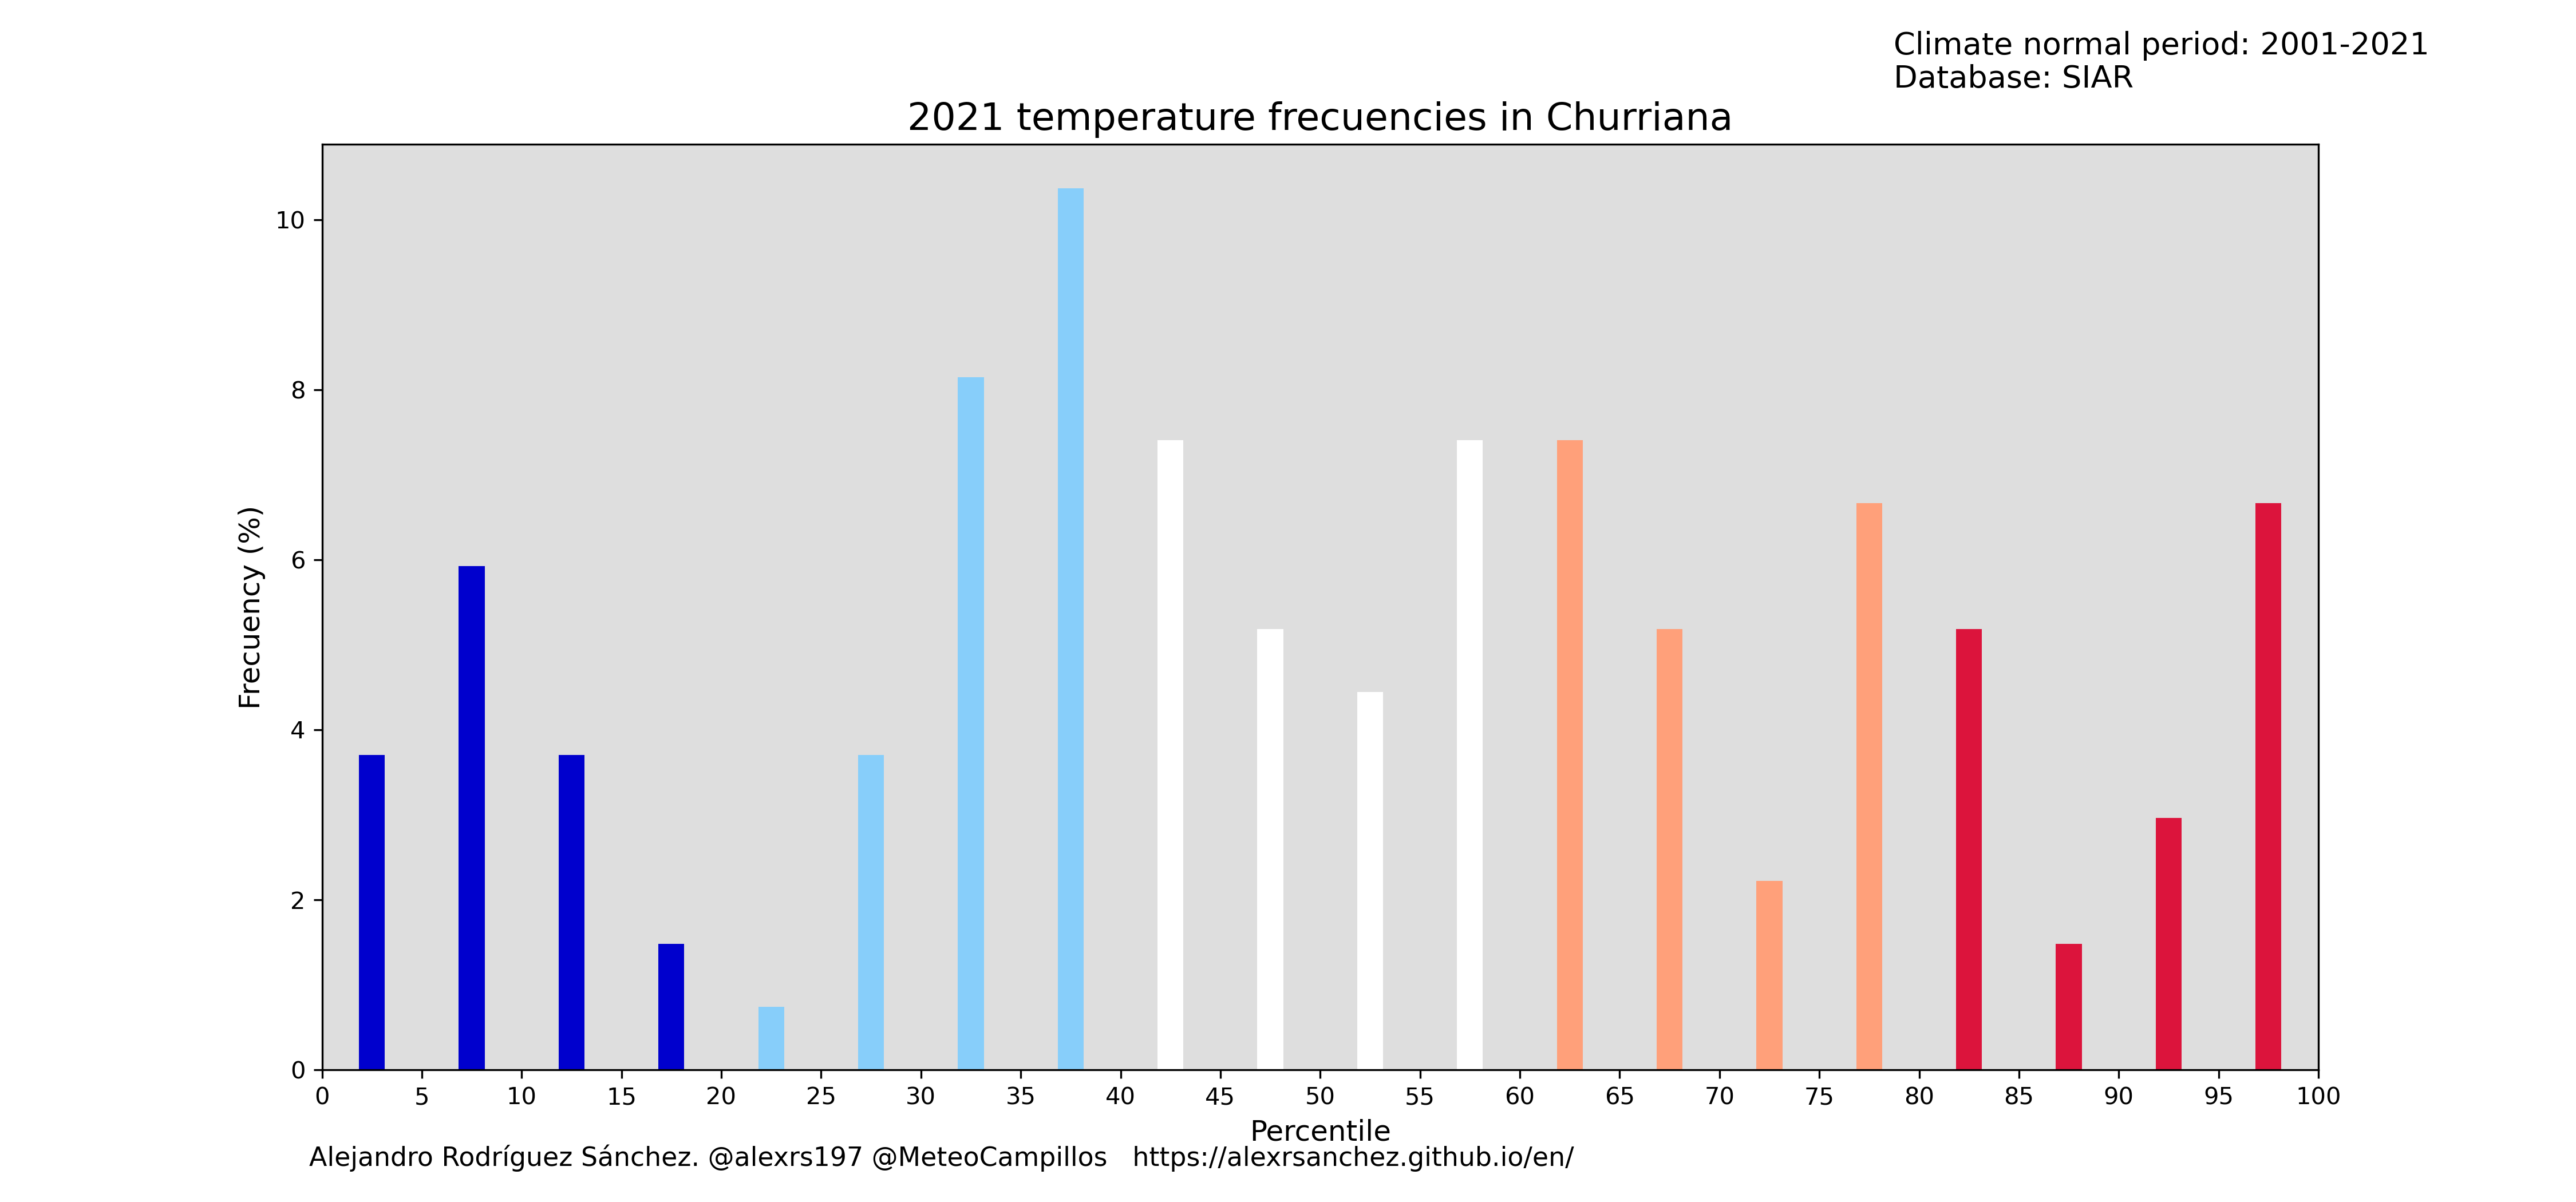 Climate normal period: 2001-2021
Database: SIAR
2021 temperature frecuencies in Churriana
Frecuency (%)
10
8
6
4
2
0
0 5 10 15 20 25 30 35 40 45 50 55 60 65 70 75 80 85 90 95 100
Percentile
Alejandro Rodríguez Sánchez. @alexrs197 @MeteoCampillos https://alexrsanchez.github.io/en/